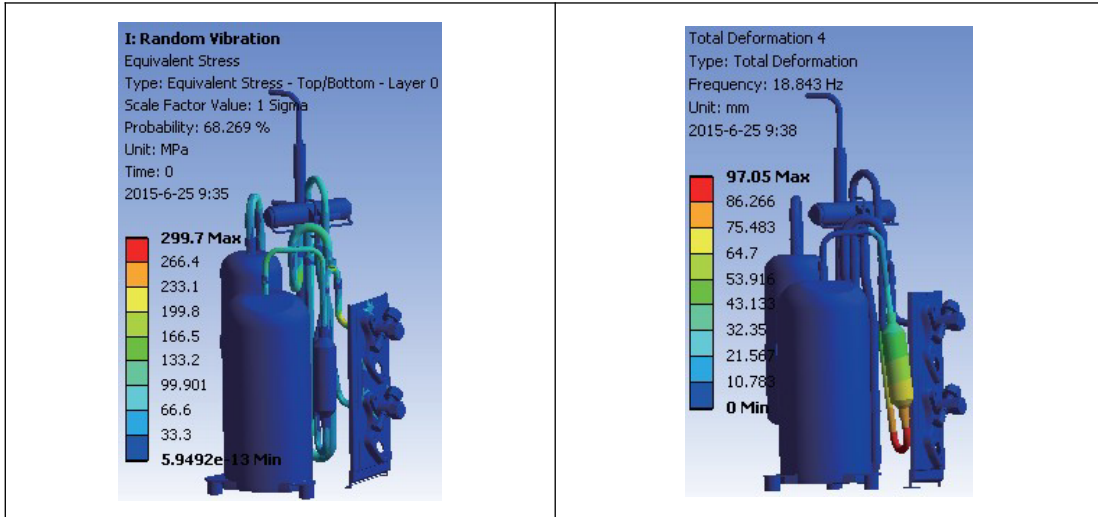 I: Random Vibration
Equivalent Stress
Type: Equivalent Stress - Top/Bottom - Layer 0
Scale Factor Value: 1 Sigma
Probability: 68.269 %
Unit: MPa
Time: 0
2015-6-25 9:35
299.7 Max
266.4
233.1
199.8
166.5
133.2
99.901
66.6
33.3
5.9492e-13 Min
Total Deformation 4
Type: Total Deformation
Frequency: 18.843 Hz
Unit: mm
2015-6-25 9:38
97.05 Max
86.266
75.483
64.7
53.916
43.133
32.35
21.567
10.783
0 Min